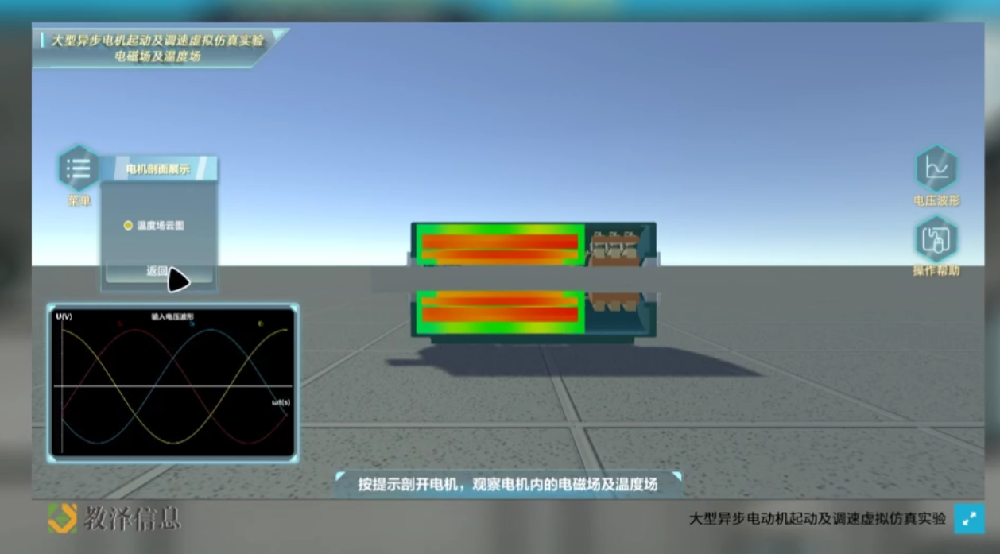 大型异步电机起动及调速虚拟仿真实验
电磁场及温度场
菜单
电机剖面展示
温度场云图
返回
电压波形
操作帮助
U(V)
输入电压波形
ωt(s)
按提示剖开电机，观察电机内的电磁场及温度场
教泽信息
大型异步电动机起动及调速虚拟仿真实验